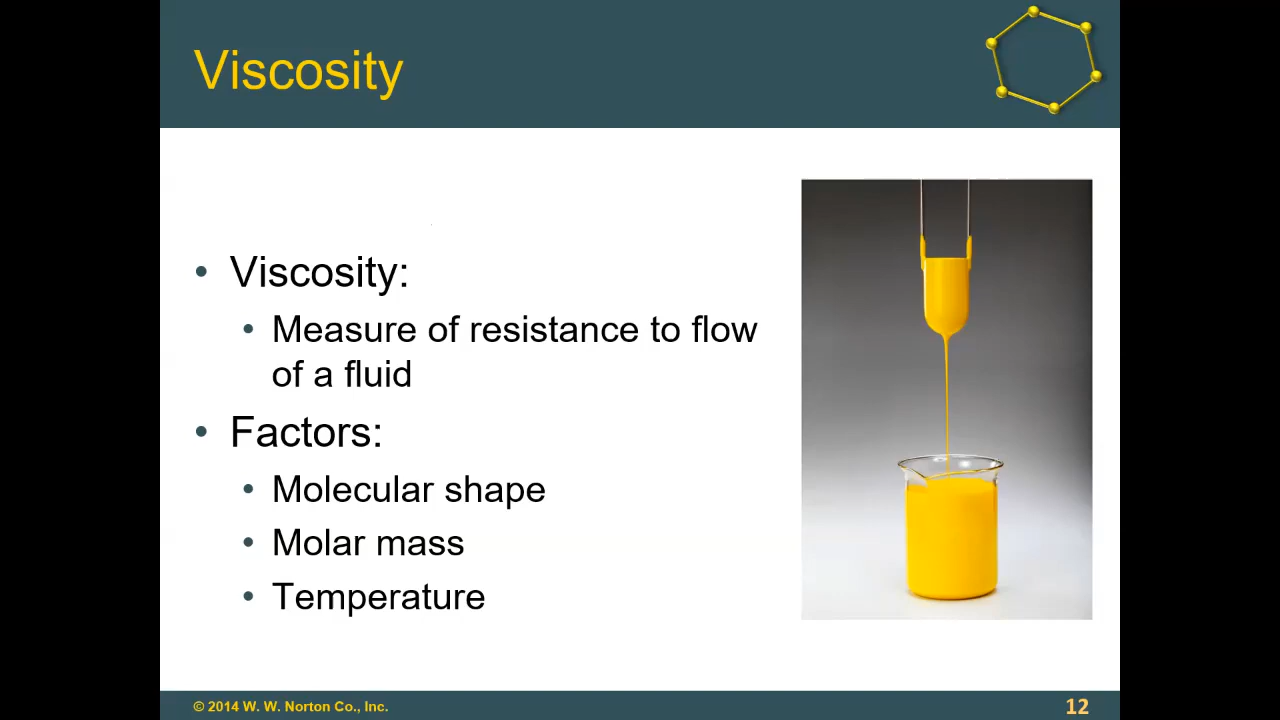 Viscosity
• Viscosity:
• Measure of resistance to flow
of a fluid
• Factors:
• Molecular shape
• Molar mass
• Temperature
© 2014 W. W. Norton Co., Inc.
12